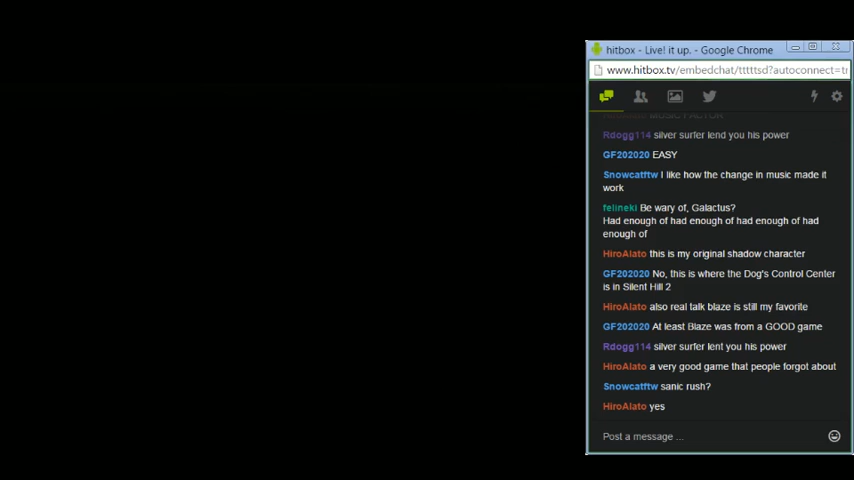 hitbox - Live! it up. - Google Chrome
www.hitbox.tv/embedchat/tttttsd?autoconnect=tr
Rdogg114 silver surfer lend you his power
GF202020 EASY
Snowcatftw I like how the change in music made it
work
felineki Be wary of, Galactus?
Had enough of had enough of had enough of had
enough of
HiroAlato this is my original shadow character
GF202020 No, this is where the Dog's Control Center
is in Silent Hill 2
HiroAlato also real talk blaze is still my favorite
GF202020 At least Blaze was from a GOOD game
Rdogg114 silver surfer lent you his power
HiroAlato a very good game that people forgot about
Snowcatftw sanic rush?
HiroAlato yes
Post a message ...